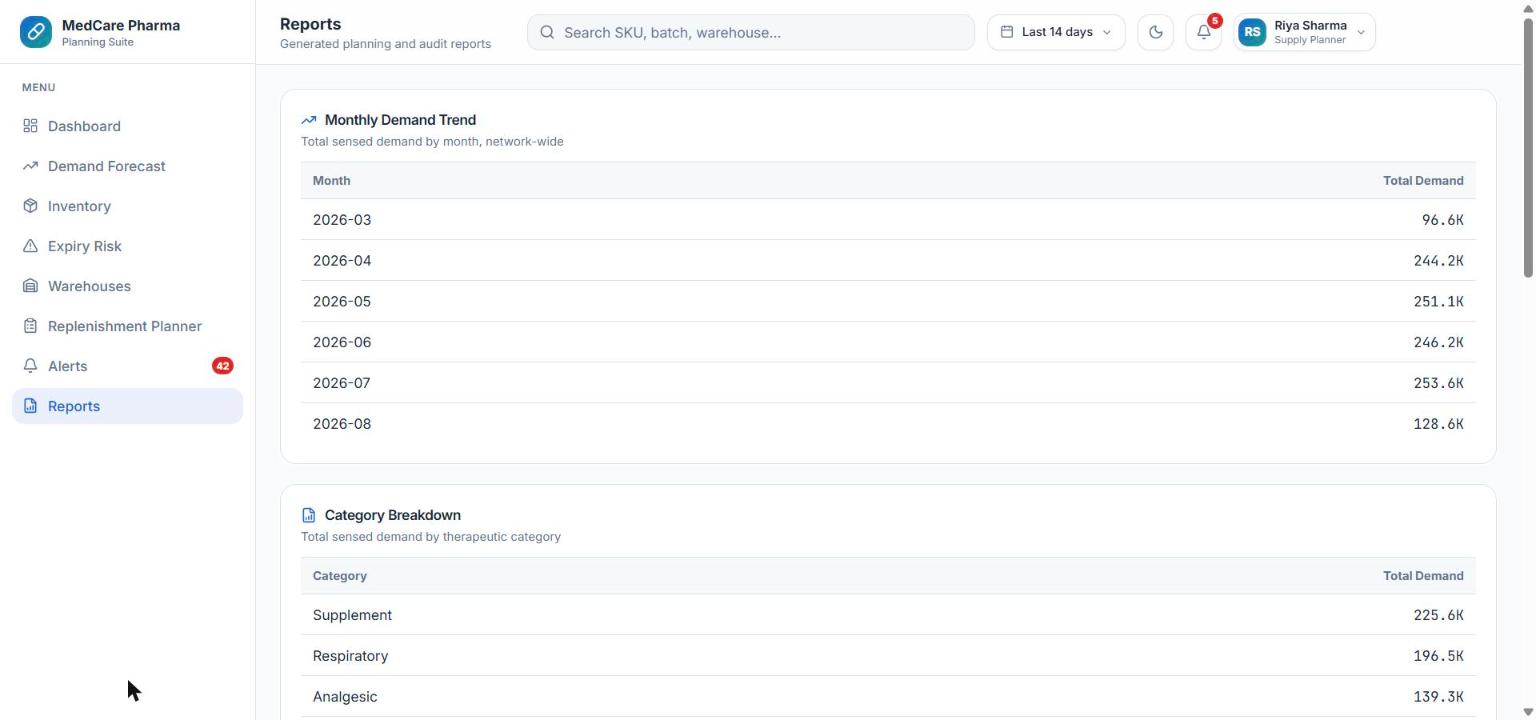 MedCare Pharma
Planning Suite
MENU
Dashboard
Demand Forecast
Inventory
Expiry Risk
Warehouses
Replenishment Planner
Alerts 42
Reports
Reports
Generated planning and audit reports
Search SKU, batch, warehouse...
Last 14 days
5
RS
Riya Sharma
Supply Planner
Monthly Demand Trend
Total sensed demand by month, network-wide
Month Total Demand
2026-03 96.6K
2026-04 244.2K
2026-05 251.1K
2026-06 246.2K
2026-07 253.6K
2026-08 128.6K
Category Breakdown
Total sensed demand by therapeutic category
Category Total Demand
Supplement 225.6K
Respiratory 196.5K
Analgesic 139.3K